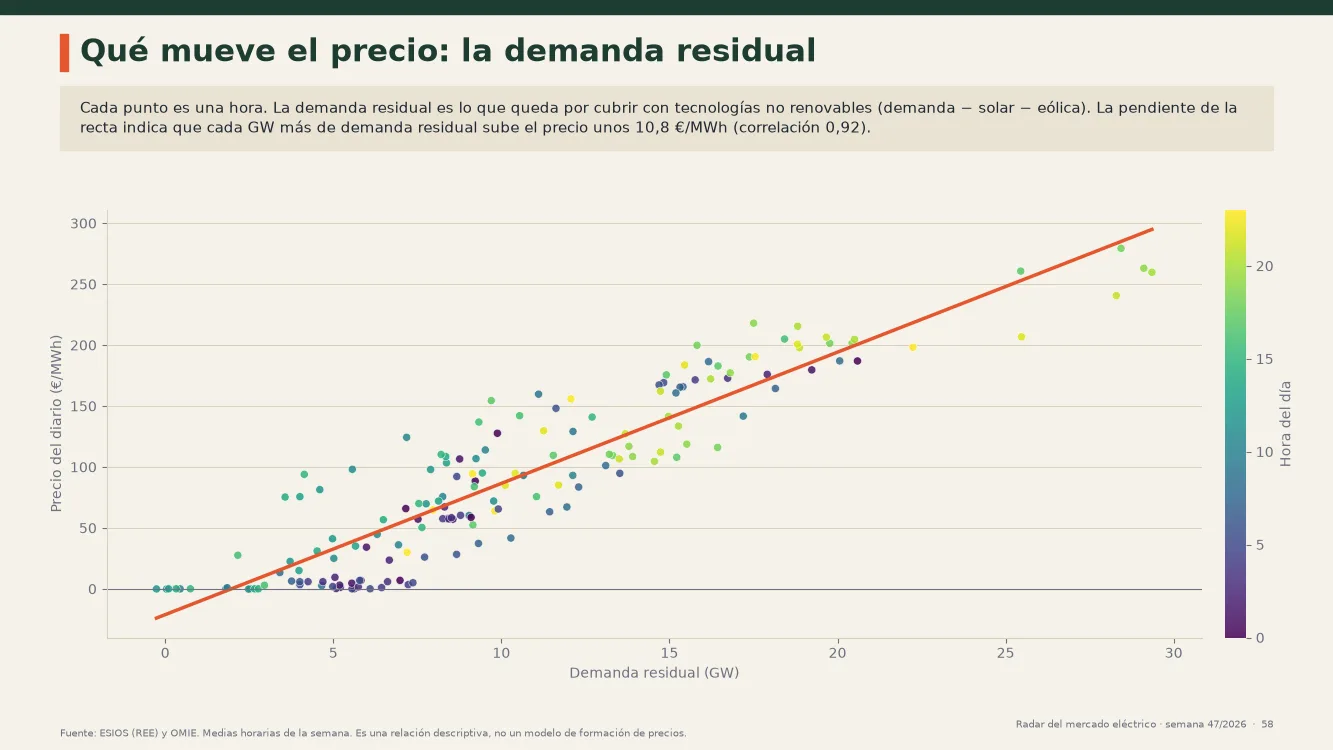 Qué mueve el precio: la demanda residual
Cada punto es una hora. La demanda residual es lo que queda por cubrir con tecnologías no renovables (demanda − solar − eólica). La pendiente de la
recta indica que cada GW más de demanda residual sube el precio unos 10,8 €/MWh (correlación 0,92).
Precio del diario (€/MWh)
300
250
200
150
100
50
0
0 5 10 15 20 25 30
Demanda residual (GW)
20
15
10
5
0
Hora del día
Fuente: ESIOS (REE) y OMIE. Medias horarias de la semana. Es una relación descriptiva, no un modelo de formación de precios.
Radar del mercado eléctrico · semana 47/2026 · 58